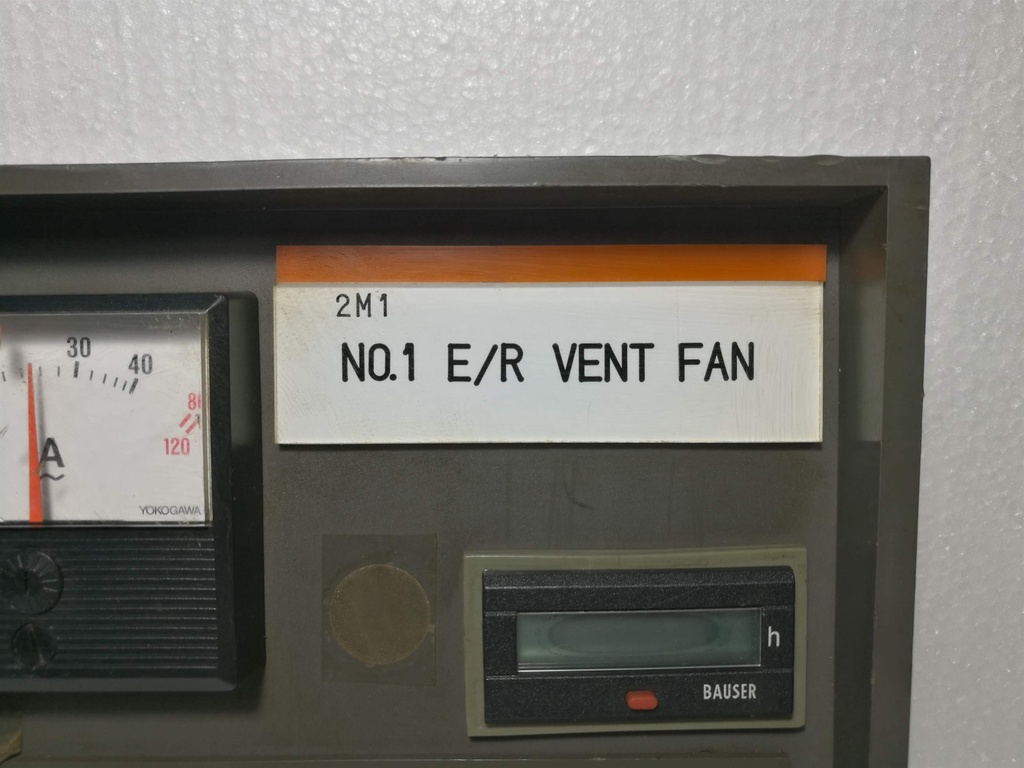 2M1
NO.1 E/R VENT FAN
30
40
80
120
A
YOKOGAWA
h
BAUSER